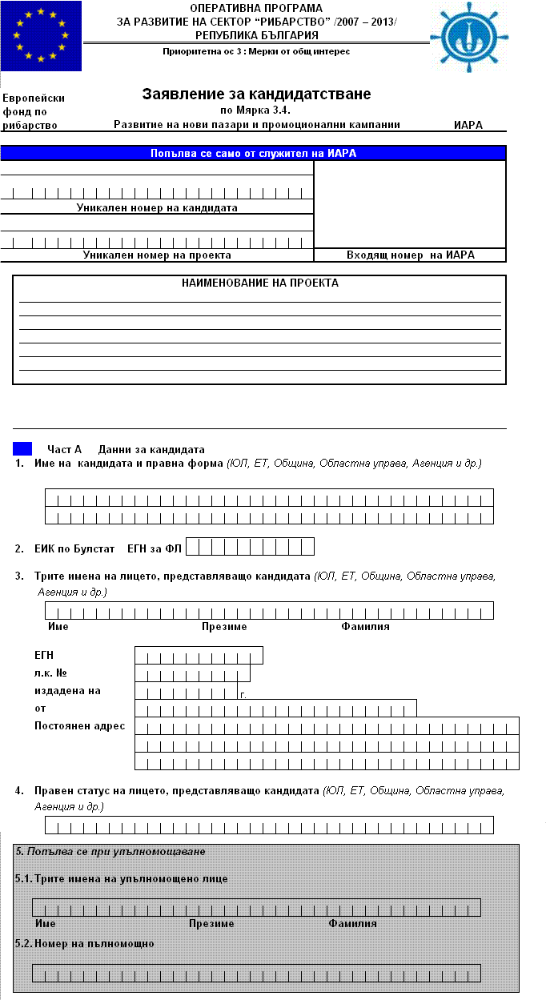 ОПЕРАТИВНА ПРОГРАМА
ЗА РАЗВИТИЕ НА СЕКТОР “РИБАРСТВО” /2007 – 2013/
РЕПУБЛИКА БЪЛГАРИЯ
Приоритетна ос 3 : Мерки от общ интерес
Европейски
фонд по
рибарство
Заявление за кандидатстване
по Мярка 3.4.
Развитие на нови пазари и промоционални кампании
ИАРА
Попълва се само от служител на ИАРА
Уникален номер на кандидата
Уникален номер на проекта
Входящ номер на ИАРА
НАИМЕНОВАНИЕ НА ПРОЕКТА
Част А Данни за кандидата
1. Име на кандидата и правна форма (ЮЛ, ЕТ, Община, Областна управа, Агенция и др.)
2. ЕИК по Булстат ЕГН за ФЛ
3. Трите имена на лицето, представляващо кандидата (ЮЛ, ЕТ, Община, Областна управа,
Агенция и др.)
Име Презиме Фамилия
ЕГН
л.к. №
издадена на г.
от
Постоянен адрес
4. Правен статус на лицето, представляващо кандидата (ЮЛ, ЕТ, Община, Областна управа,
Агенция и др.)
5. Попълва се при упълномощаване
5.1. Трите имена на упълномощено лице
Име Презиме Фамилия
5.2. Номер на пълномощно